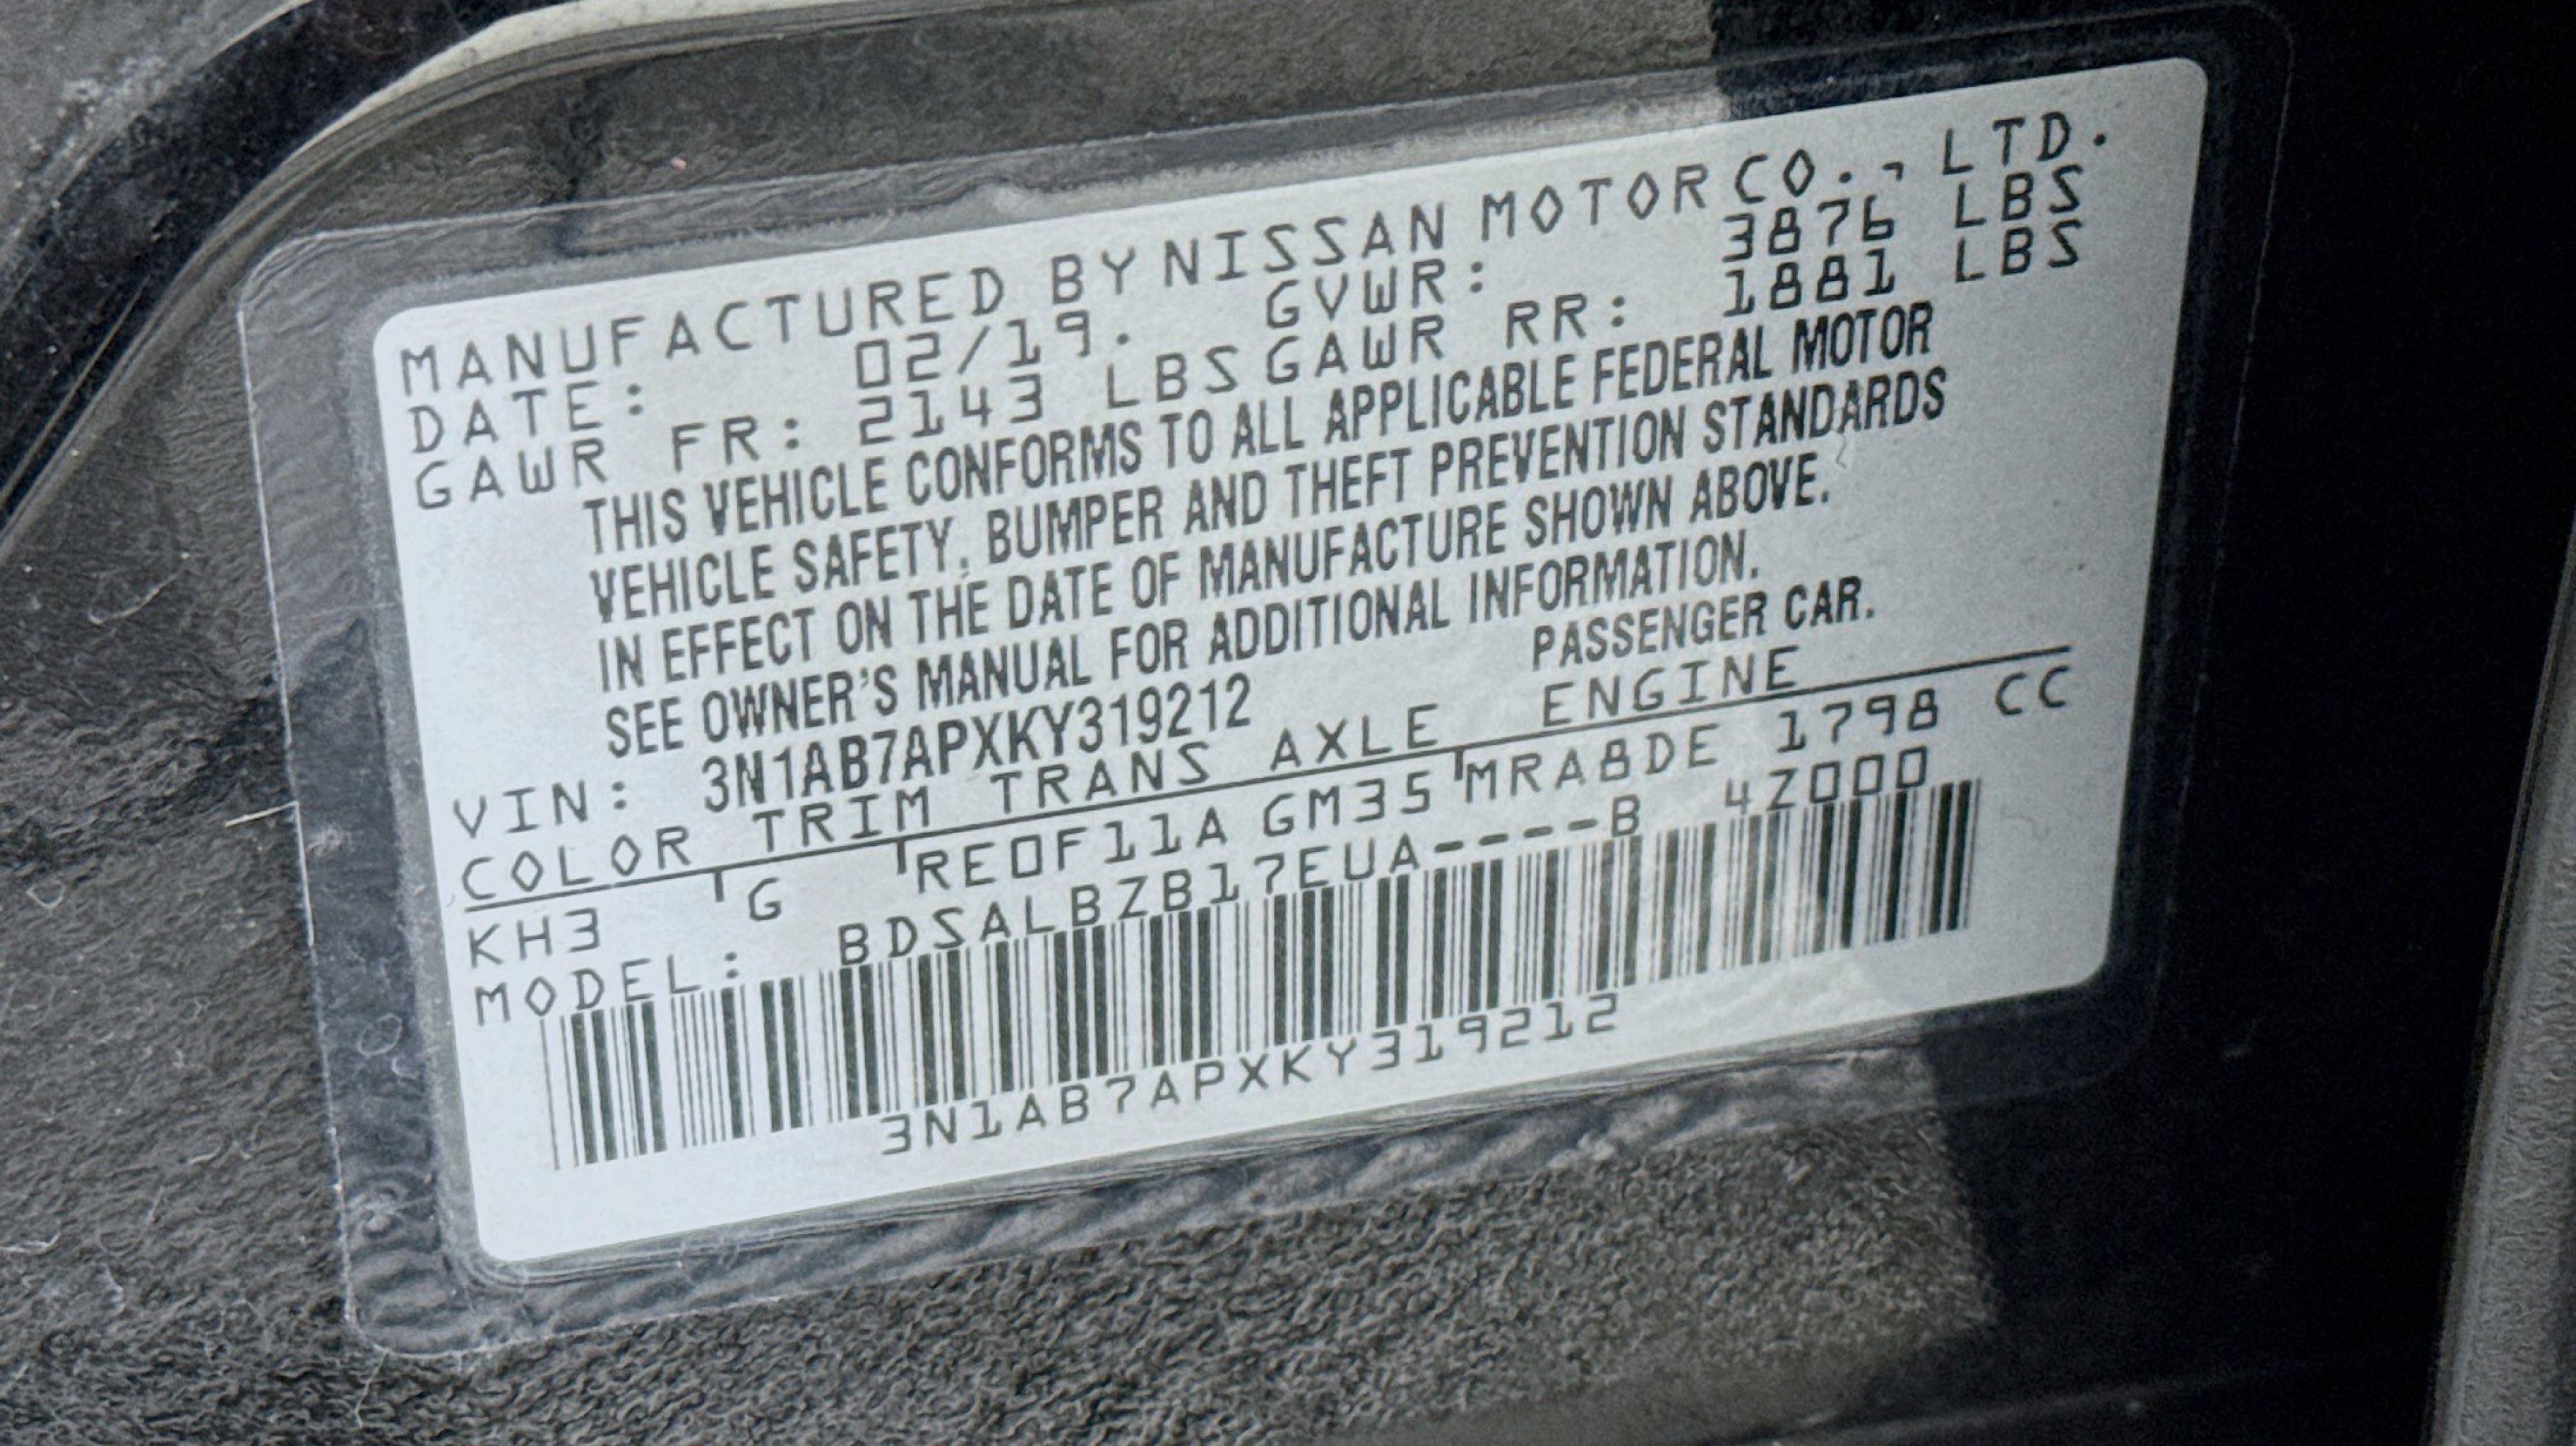 MANUFACTURED BY NISSAN MOTOR CO., LTD.
DATE: 02/19. GVWR: 3876 LBS
GAWR FR: 2143 LBS GAWR RR: 1881 LBS
THIS VEHICLE CONFORMS TO ALL APPLICABLE FEDERAL MOTOR
VEHICLE SAFETY, BUMPER AND THEFT PREVENTION STANDARDS
IN EFFECT ON THE DATE OF MANUFACTURE SHOWN ABOVE.
SEE OWNER'S MANUAL FOR ADDITIONAL INFORMATION.
VIN: 3N1AB7APXKY319212 PASSENGER CAR.
COLOR TRIM TRANS AXLE ENGINE
KH3 G RE0F11A GM35 MRA8DE 1798 CC
MODEL: BDSALBZB17EUA----B 4Z000
3N1AB7APXKY319212